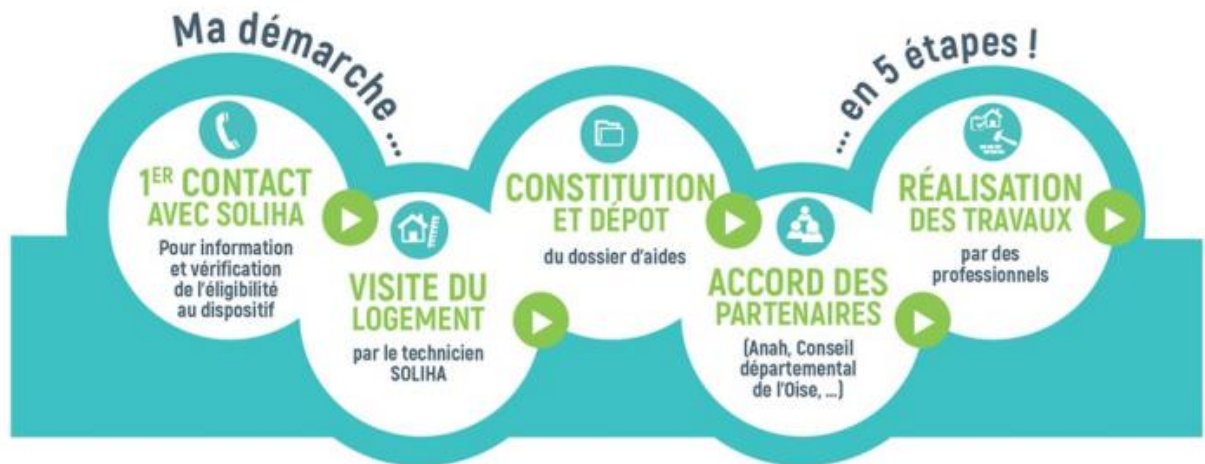 Ma démarche ...
... en 5 étapes !
1ER CONTACT
AVEC SOLIHA
Pour information
et vérification
de l'éligibilité
au dispositif
VISITE DU
LOGEMENT
par le technicien
SOLIHA
CONSTITUTION
ET DÉPOT
du dossier d'aides
ACCORD DES
PARTENAIRES
(Anah, Conseil
départemental
de l'Oise, ...)
RÉALISATION
DES TRAVAUX
par des
professionnels